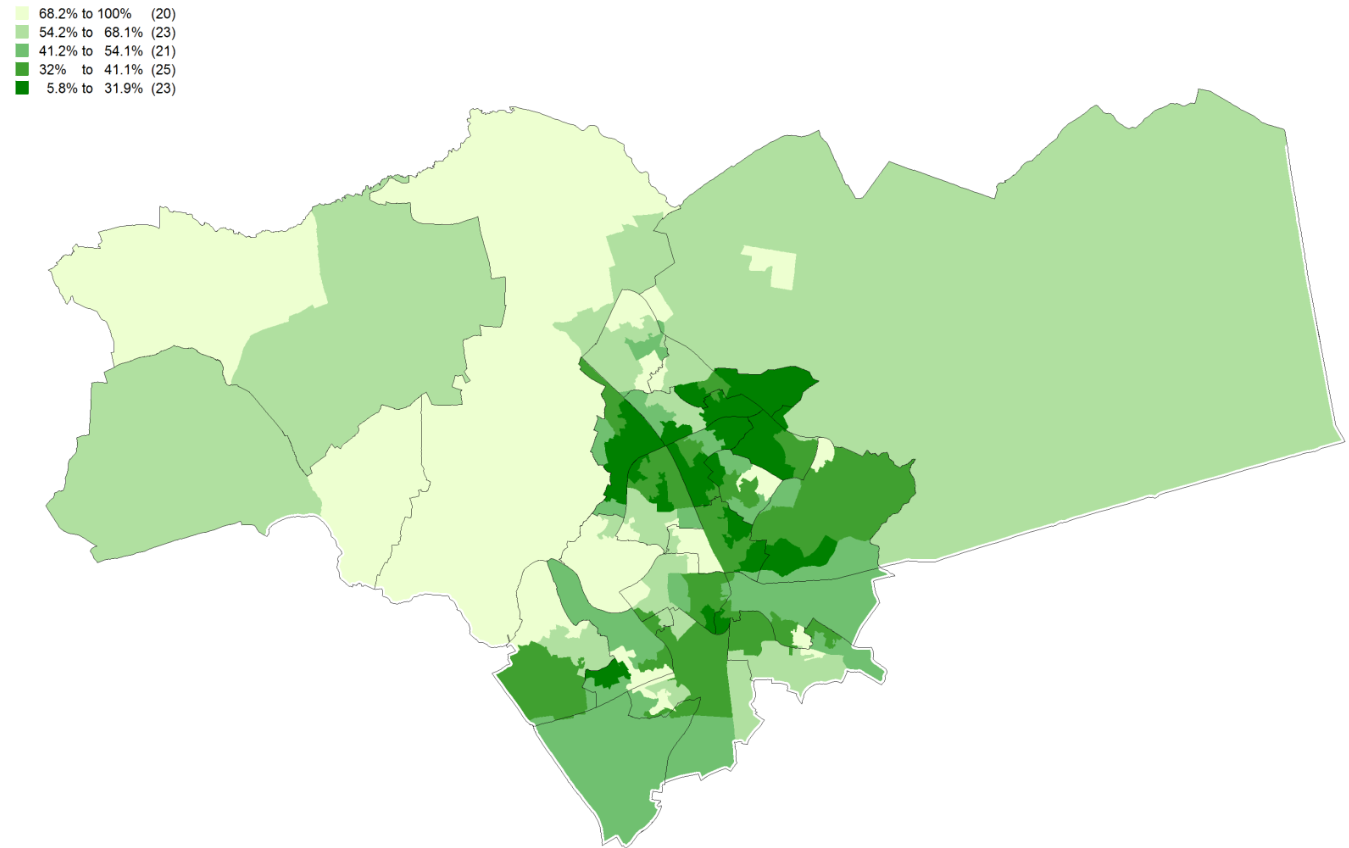 68.2% to 100% (20)
54.2% to 68.1% (23)
41.2% to 54.1% (21)
32% to 41.1% (25)
5.8% to 31.9% (23)